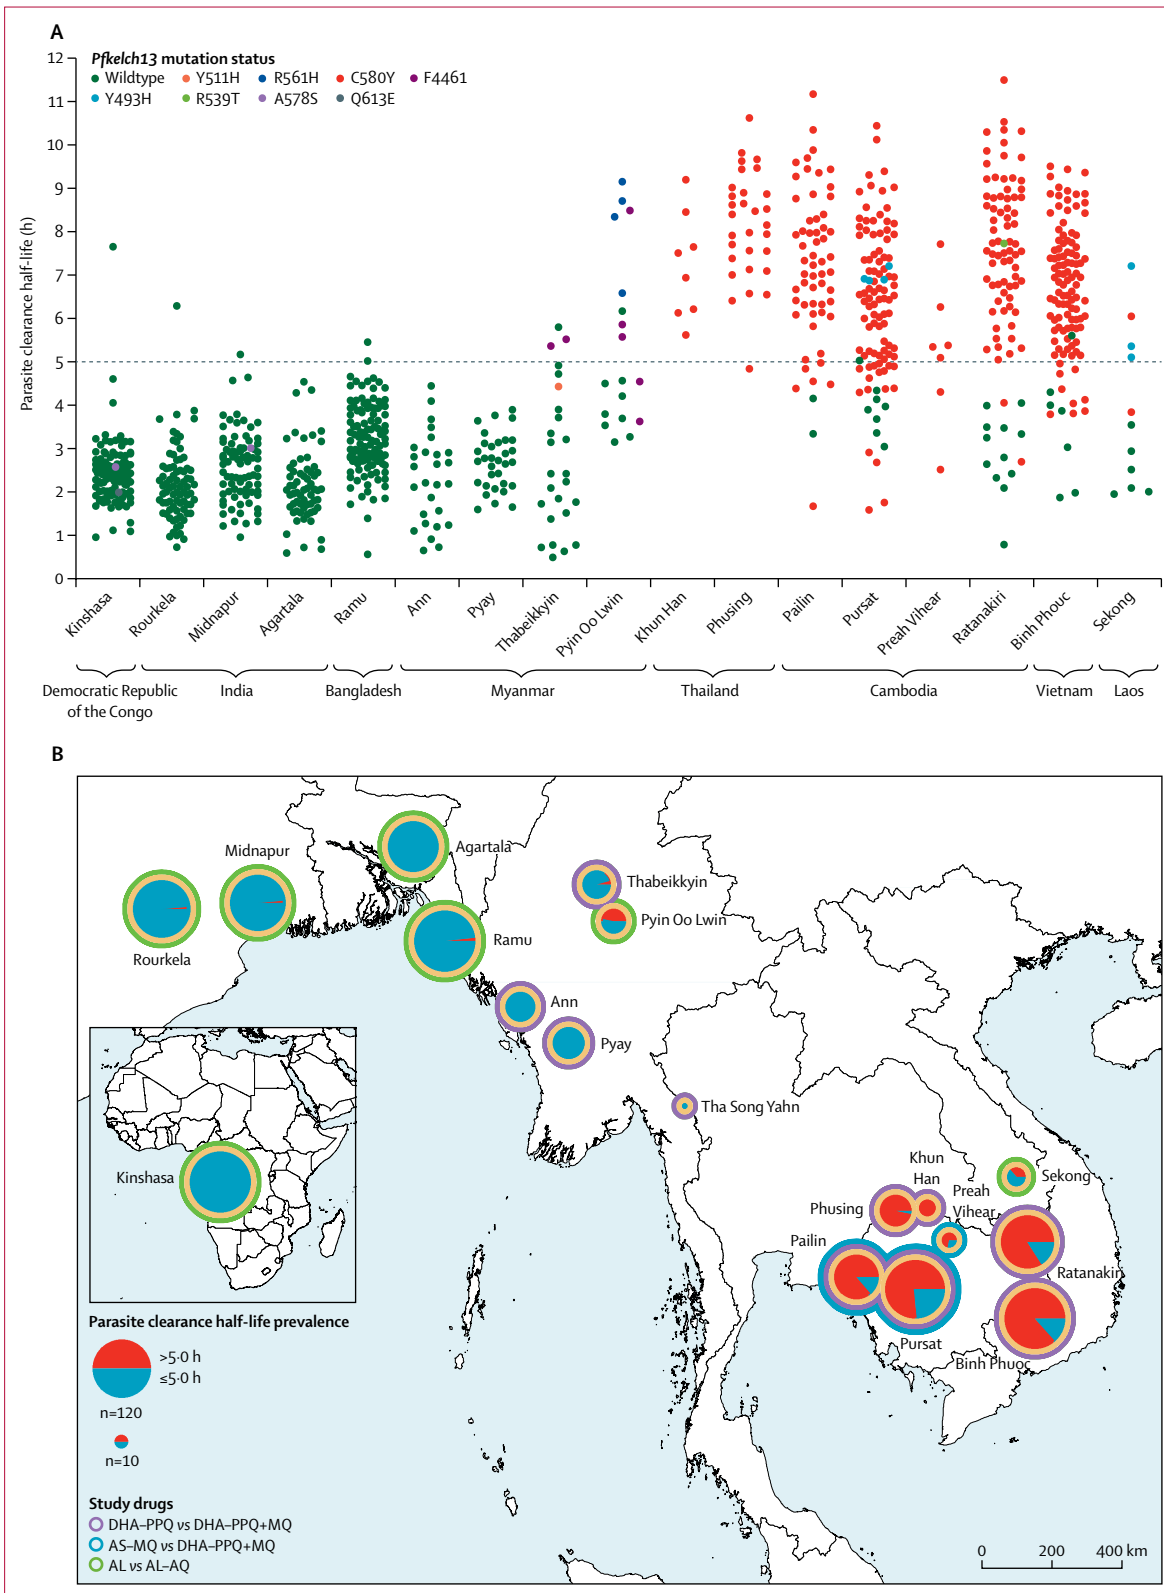 A
Pfkelch13 mutation status
Wildtype Y511H R561H C580Y F4461
Y493H R539T A578S Q613E
Parasite clearance half-life (h)
12
11
10
9
8
7
6
5
4
3
2
1
0
Kinshasa Rourkela Midnapur Agartala Ramu Ann Pyay Thabeikkyin Pyin Oo Lwin Khun Han Phusing Pailin Pursat Preah Vihear Ratanakiri Binh Phouc Sekong
Democratic Republic of the Congo
India
Bangladesh
Myanmar
Thailand
Cambodia
Vietnam
Laos
B
Agartala
Midnapur
Thabeikkyin
Pyin Oo Lwin
Rourkela
Ramu
Ann
Pyay
Tha Song Yahn
Kinshasa
Khun
Han
Preah
Vihear
Sekong
Phusing
Pailin
Ratanakiri
Pursat
Binh Phuoc
Parasite clearance half-life prevalence
>5·0 h
≤5·0 h
n=120
n=10
Study drugs
DHA–PPQ vs DHA–PPQ+MQ
AS–MQ vs DHA–PPQ+MQ
AL vs AL–AQ
0 200 400 km
p